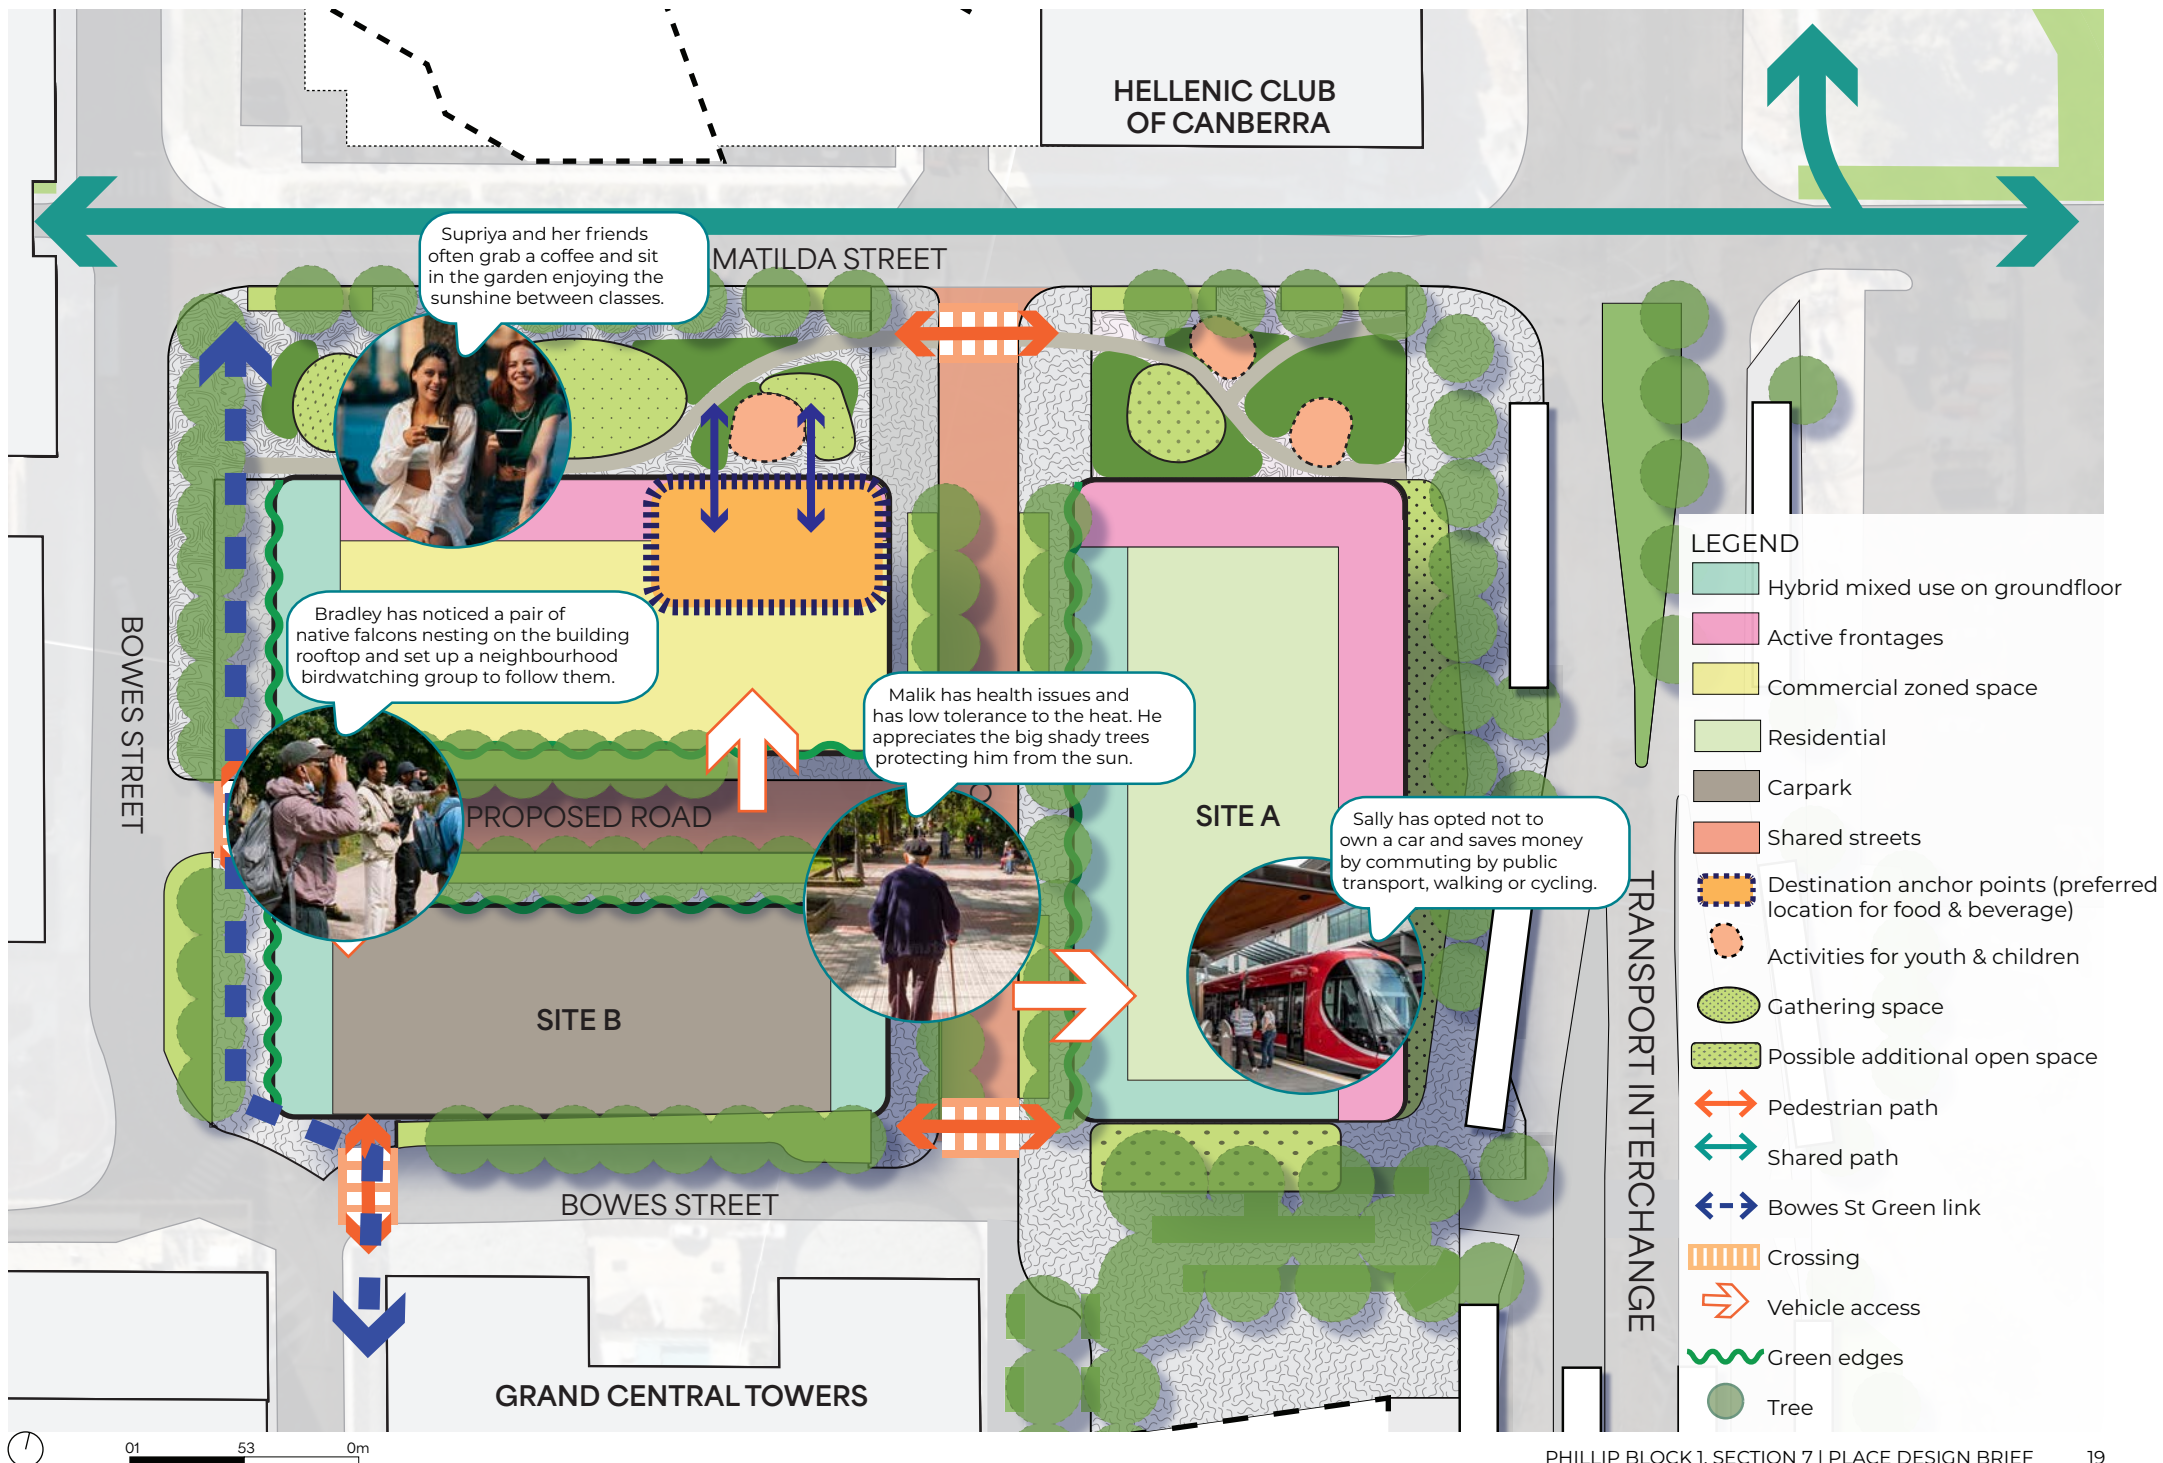 HELLENIC CLUB
OF CANBERRA
Supriya and her friends
often grab a coffee and sit
in the garden enjoying the
sunshine between classes.
MATILDA STREET
BOWES STREET
Bradley has noticed a pair of
native falcons nesting on the building
rooftop and set up a neighbourhood
birdwatching group to follow them.
Malik has health issues and
has low tolerance to the heat. He
appreciates the big shady trees
protecting him from the sun.
PROPOSED ROAD
SITE A
Sally has opted not to
own a car and saves money
by commuting by public
transport, walking or cycling.
SITE B
TRANSPORT INTERCHANGE
BOWES STREET
GRAND CENTRAL TOWERS
LEGEND
Hybrid mixed use on groundfloor
Active frontages
Commercial zoned space
Residential
Carpark
Shared streets
Destination anchor points (preferred
location for food & beverage)
Activities for youth & children
Gathering space
Possible additional open space
Pedestrian path
Shared path
Bowes St Green link
Crossing
Vehicle access
Green edges
Tree
01 53 0m
PHILLIP BLOCK 1, SECTION 7 | PLACE DESIGN BRIEF 19